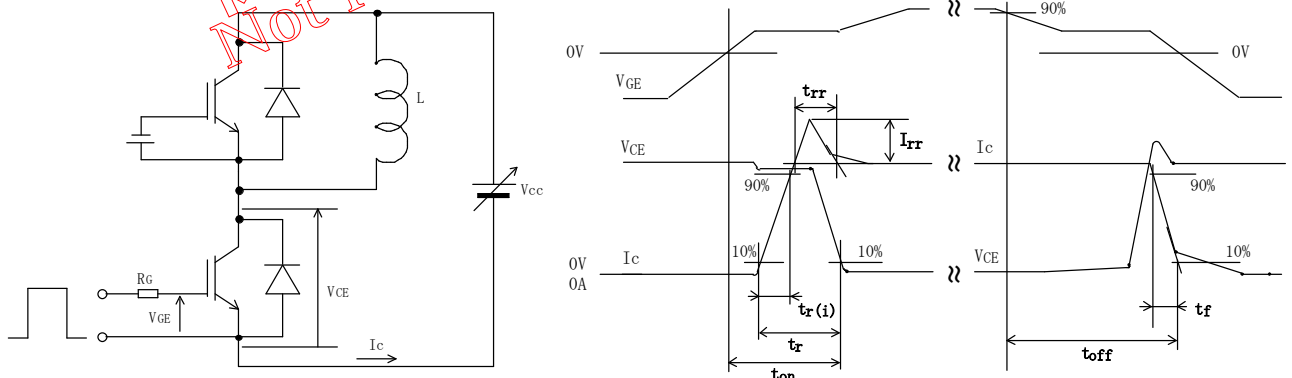 Not
L
Vcc
RG
VGE
VCE
Ic
0V
VGE
VCE
Ic
0V
0A
90%
10%
10%
trr
Irr
tr(i)
tr
ton
90%
0V
Ic
90%
VCE
10%
tf
toff